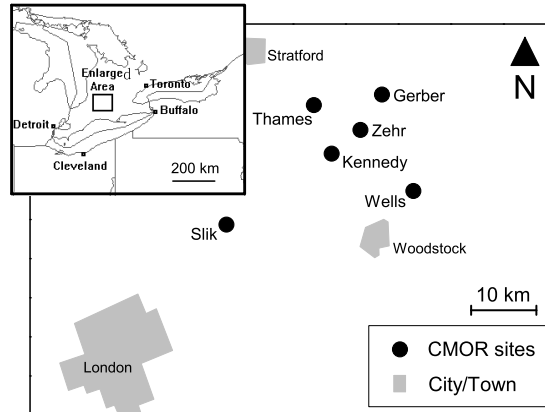 Enlarged
Area
Toronto
Buffalo
Detroit
Cleveland
200 km
Stratford
N
Gerber
Thames
Zehr
Kennedy
Wells
Slik
Woodstock
10 km
London
CMOR sites
City/Town